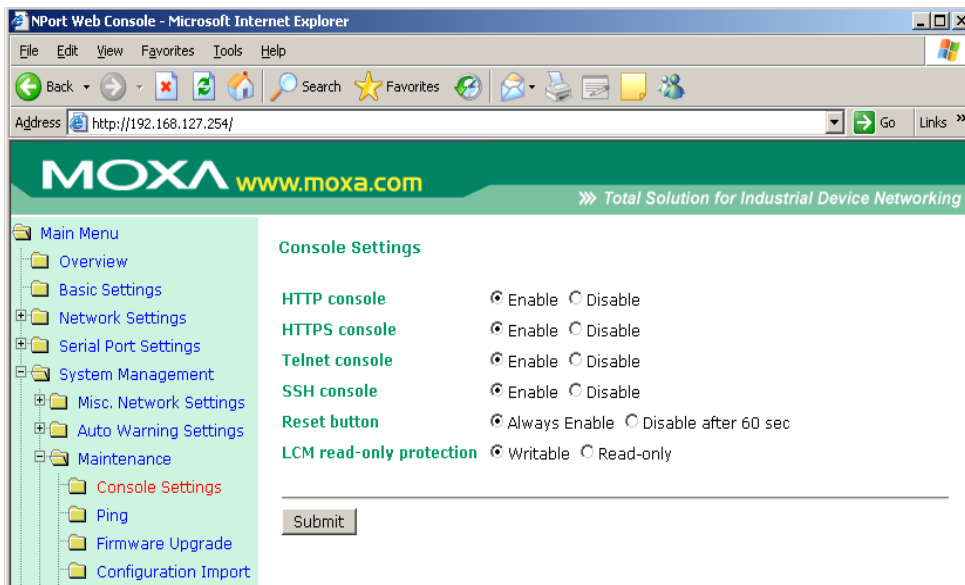 NPort Web Console - Microsoft Internet Explorer
File Edit View Favorites Tools Help
Back Search Favorites
Address http://192.168.127.254/ Go Links »
MOXA www.moxa.com
Total Solution for Industrial Device Networking
Main Menu
Overview
Basic Settings
Network Settings
Serial Port Settings
System Management
Misc. Network Settings
Auto Warning Settings
Maintenance
Console Settings
Ping
Firmware Upgrade
Configuration Import
Console Settings
HTTP console Enable Disable
HTTPS console Enable Disable
Telnet console Enable Disable
SSH console Enable Disable
Reset button Always Enable Disable after 60 sec
LCM read-only protection Writable Read-only
Submit